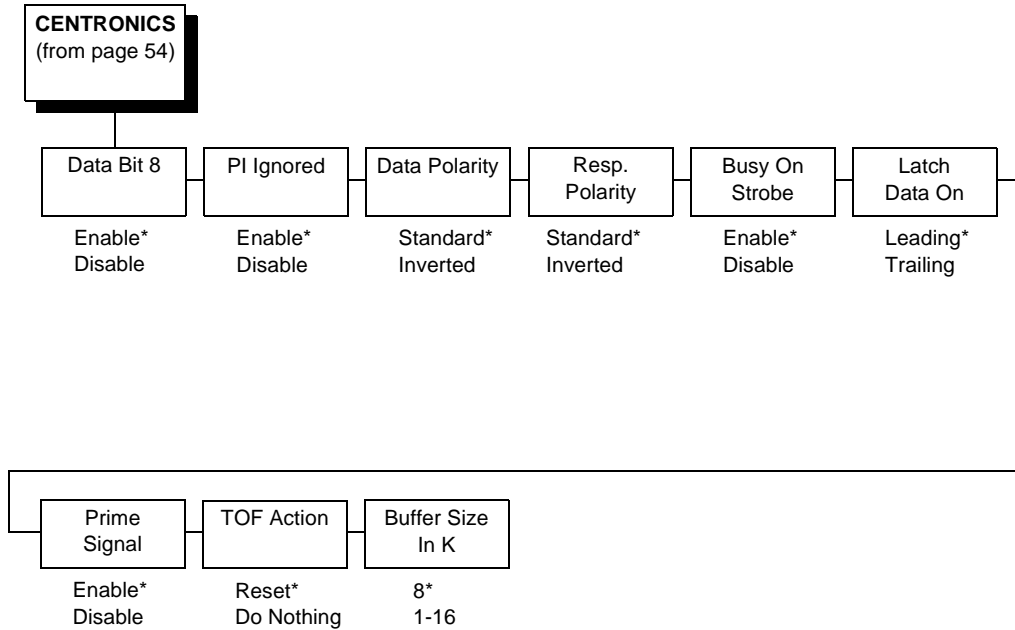 CENTRONICS
(from page 54)
Data Bit 8
Enable*
Disable
PI Ignored
Enable*
Disable
Data Polarity
Standard*
Inverted
Resp.
Polarity
Standard*
Inverted
Busy On
Strobe
Enable*
Disable
Latch
Data On
Leading*
Trailing
Prime
Signal
Enable*
Disable
TOF Action
Reset*
Do Nothing
Buffer Size
In K
8*
1-16